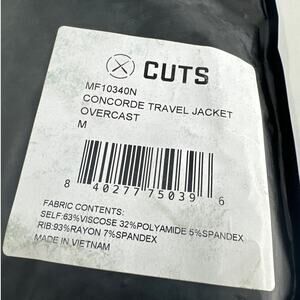 CUTS
MF10340N
CONCORDE TRAVEL JACKET
OVERCAST
M
8 40277 75039 6
FABRIC CONTENTS:
SELF:63%VISCOSE 32%POLYAMIDE 5%SPANDEX
RIB:93%RAYON 7%SPANDEX
MADE IN VIETNAM